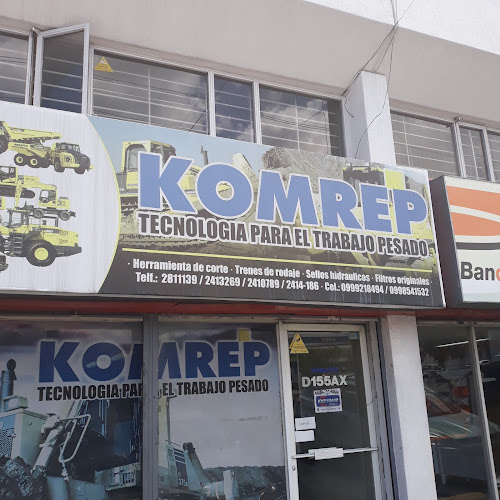 KOMREP
TECNOLOGIA PARA EL TRABAJO PESADO
· Herramienta de corte · Trenes de rodaje · Sellos hidraulicos · Filtros originales ·
Telf.: 2811139 / 2413269 / 2410789 / 2414-186 · Cel.: 0999218494 / 0998541532
Ban
KOMREP
TECNOLOGIA PARA EL TRABAJO PESADO
D155AX